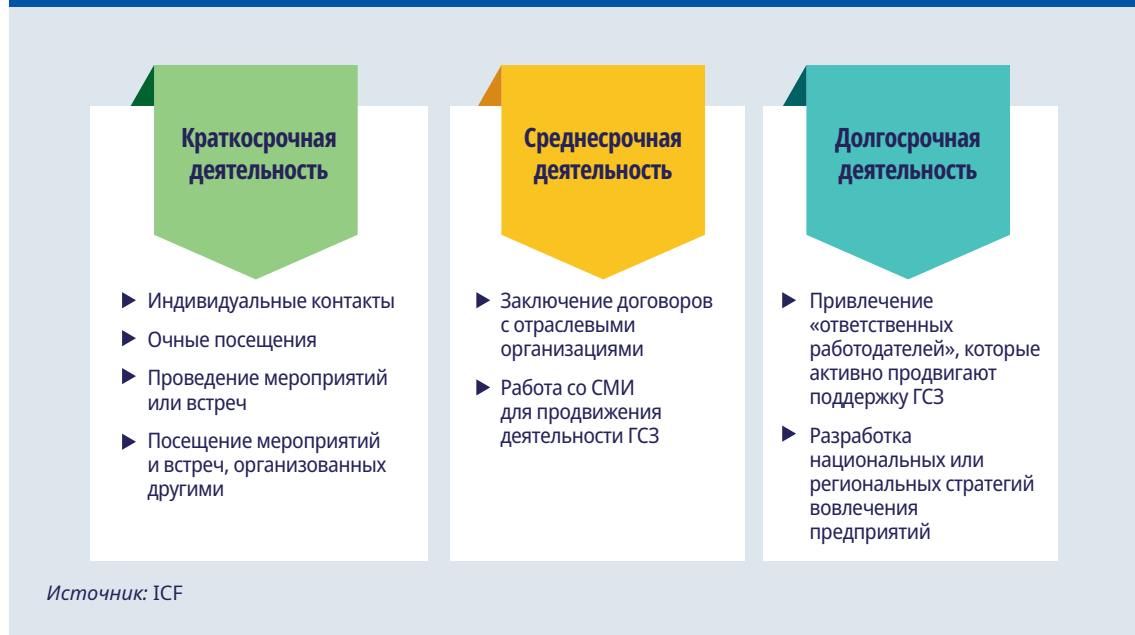 Краткосрочная
деятельность
Индивидуальные контакты
Очные посещения
Проведение мероприятий
или встреч
Посещение мероприятий
и встреч, организованных
другими
Среднесрочная
деятельность
Заключение договоров
с отраслевыми
организациями
Работа со СМИ
для продвижения
деятельности ГСЗ
Долгосрочная
деятельность
Привлечение
«ответственных
работодателей», которые
активно продвигают
поддержку ГСЗ
Разработка
национальных или
региональных стратегий
вовлечения
предприятий
Источник: ICF